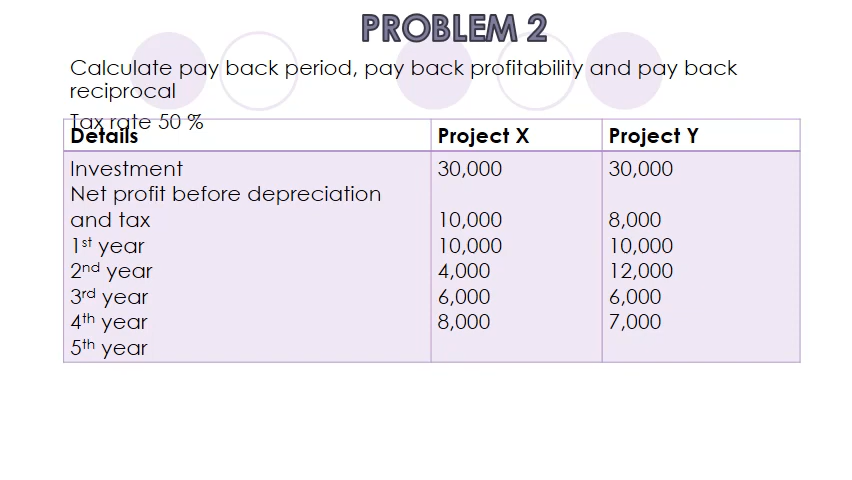 PROBLEM 2
Calculate pay back period, pay back profitability and pay back
reciprocal
Tax rate 50 %
Details Project X Project Y
Investment 30,000 30,000
Net profit before depreciation
and tax 10,000 8,000
1st year 10,000 10,000
2nd year 4,000 12,000
3rd year 6,000 6,000
4th year 8,000 7,000
5th year